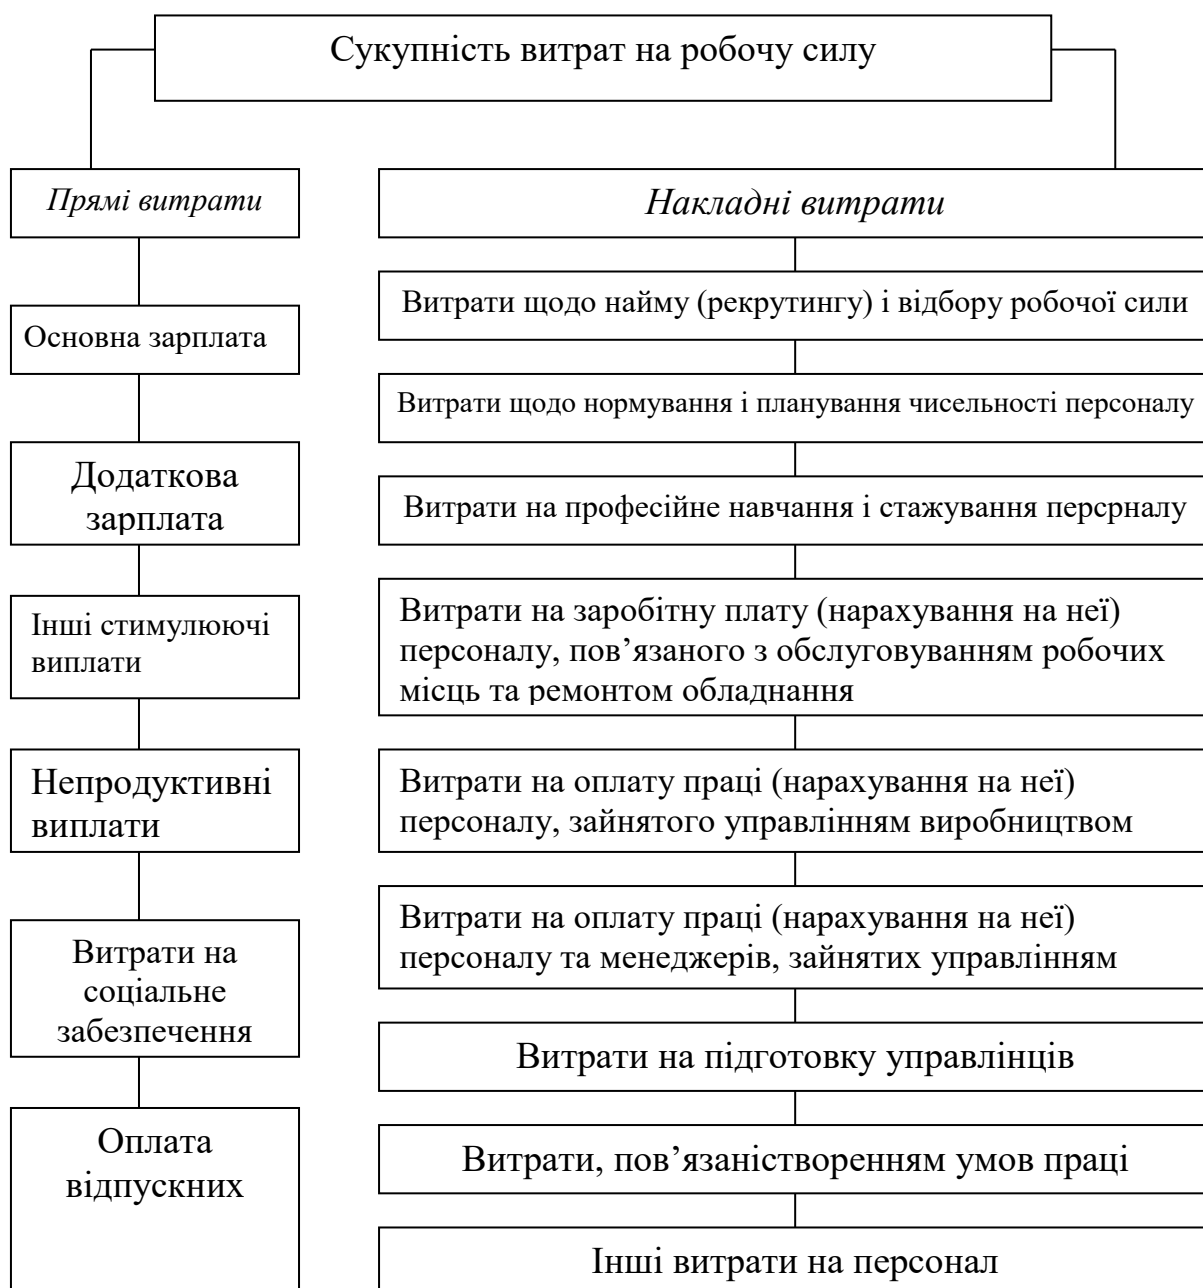 Сукупність витрат на робочу силу
Прямі витрати
Основна зарплата
Додаткова
зарплата
Інші стимулюючі
виплати
Непродуктивні
виплати
Витрати на
соціальне
забезпечення
Оплата
відпускних
Накладні витрати
Витрати щодо найму (рекрутингу) і відбору робочої сили
Витрати щодо нормування і планування чисельності персоналу
Витрати на професійне навчання і стажування персрналу
Витрати на заробітну плату (нарахування на неї)
персоналу, пов’язаного з обслуговуванням робочих
місць та ремонтом обладнання
Витрати на оплату праці (нарахування на неї)
персоналу, зайнятого управлінням виробництвом
Витрати на оплату праці (нарахування на неї)
персоналу та менеджерів, зайнятих управлінням
Витрати на підготовку управлінців
Витрати, пов’язаністворенням умов праці
Інші витрати на персонал